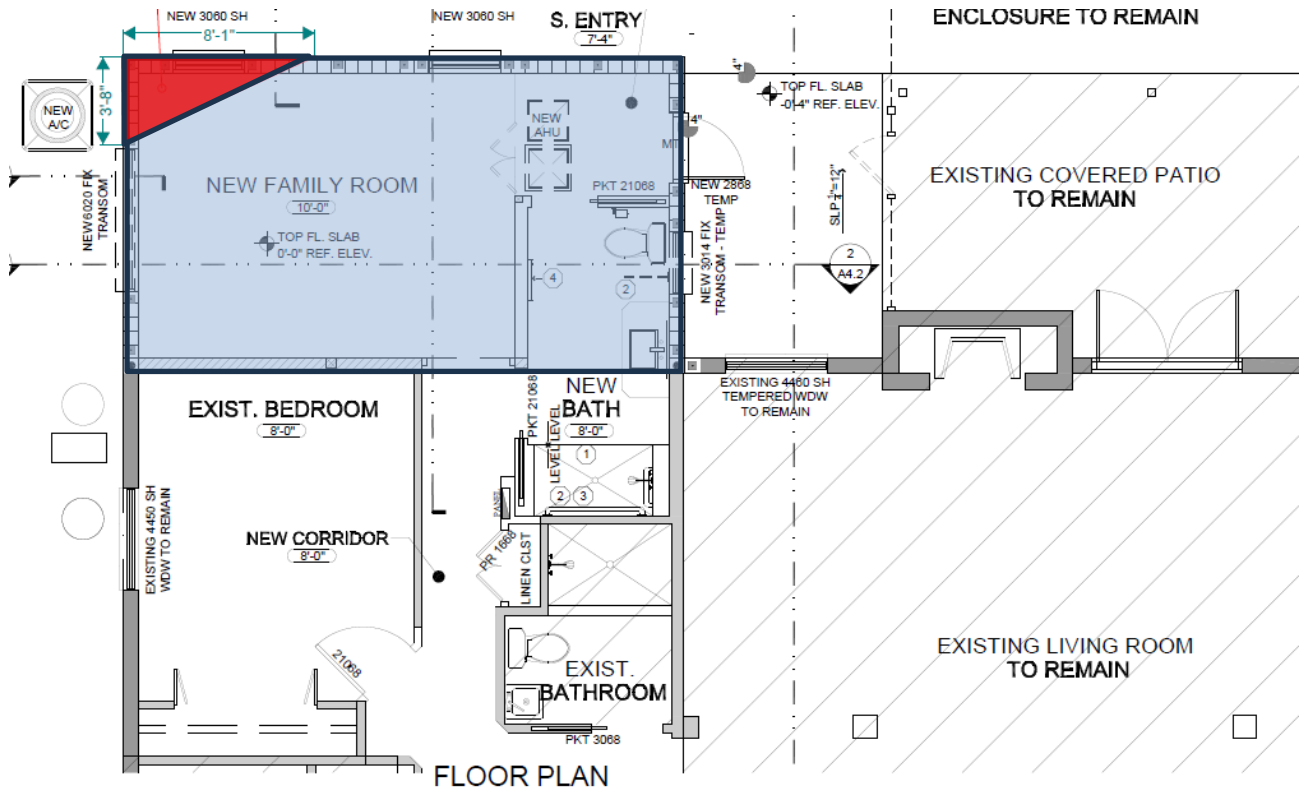 NEW 3060 SH
8'-1"
NEW 3060 SH
S. ENTRY
7'-4"
ENCLOSURE TO REMAIN
3'-8"
NEW
A/C
4"
TOP FL. SLAB
-0'-4" REF. ELEV.
NEW
AHU
4"
NEW FAMILY ROOM
10'-0"
PKT 21068
NEW 2868
TEMP
EXISTING COVERED PATIO
TO REMAIN
NEW 6020 FIX
TRANSOM
TOP FL. SLAB
0'-0" REF. ELEV.
SLP 1/4"=12"
NEW 3014 FIX
TRANSOM - TEMP
2
A4.2
4
2
EXISTING 4460 SH
TEMPERED WDW
TO REMAIN
EXIST. BEDROOM
8'-0"
PKT 21068
NEW
BATH
8'-0"
LEVEL LEVEL
1
2 3
EXISTING 4450 SH
WDW TO REMAIN
NEW CORRIDOR
8'-0"
PR 1668
LINEN CLST
21068
EXIST.
BATHROOM
PKT 3068
EXISTING LIVING ROOM
TO REMAIN
FLOOR PLAN